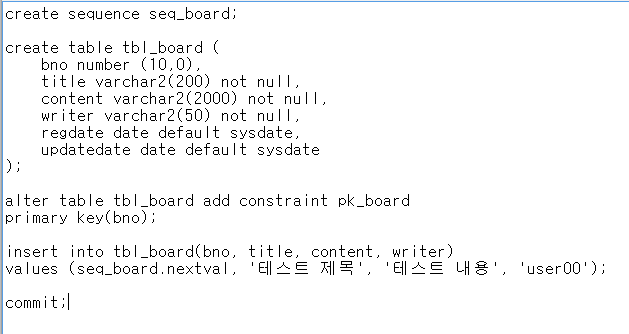 create sequence seq_board;
create table tbl_board (
bno number (10,0),
title varchar2(200) not null,
content varchar2(2000) not null,
writer varchar2(50) not null,
regdate date default sysdate,
updatedate date default sysdate
);
alter table tbl_board add constraint pk_board
primary key(bno);
insert into tbl_board(bno, title, content, writer)
values (seq_board.nextval, '테스트 제목', '테스트 내용', 'user00');
commit;